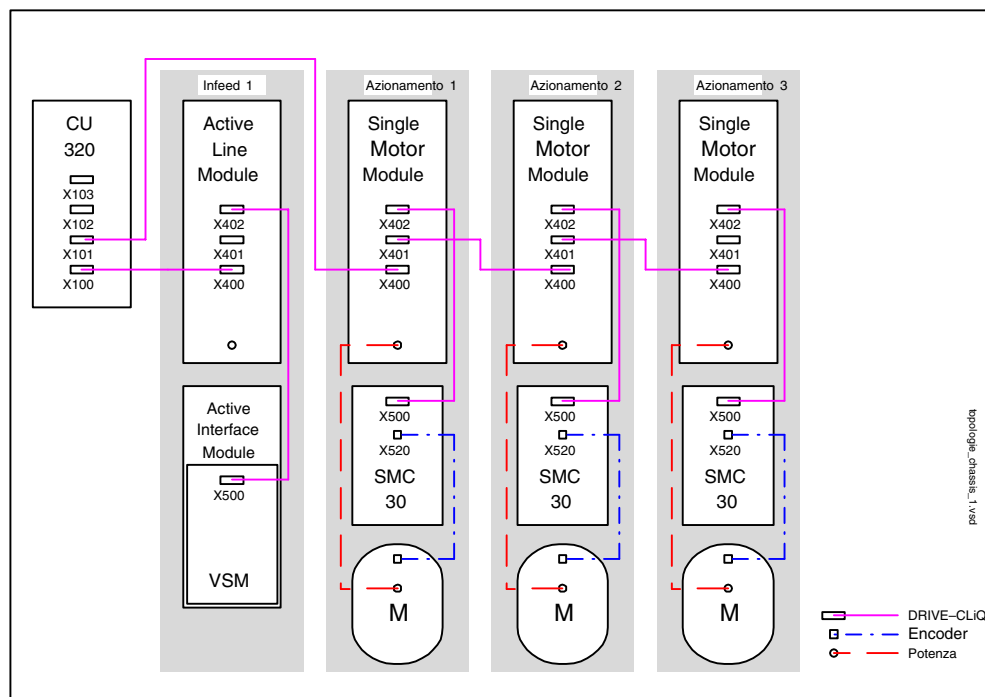 Infeed 1
Azionamento 1
Azionamento 2
Azionamento 3
CU
320
X103
X102
X101
X100
Active
Line
Module
X402
X401
X400
Active
Interface
Module
X500
VSM
Single
Motor
Module
X402
X401
X400
X500
X520
SMC
30
M
Single
Motor
Module
X402
X401
X400
X500
X520
SMC
30
M
Single
Motor
Module
X402
X401
X400
X500
X520
SMC
30
M
topologie_chassis_1.vsd
DRIVE–CLiQ
Encoder
Potenza